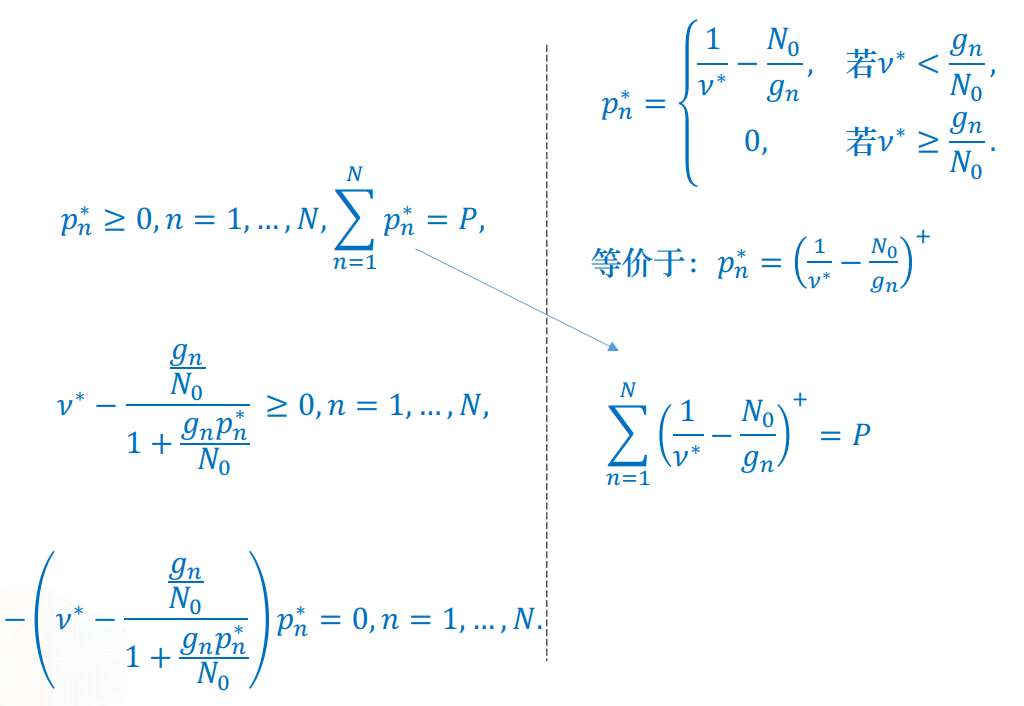 $p_n^* \geq 0, n = 1, \ldots, N, \sum_{n=1}^{N} p_n^* = P,$
$\nu^* - \frac{\frac{g_n}{N_0}}{1 + \frac{g_n p_n^*}{N_0}} \geq 0, n = 1, \ldots, N,$
$-\left(\nu^* - \frac{\frac{g_n}{N_0}}{1 + \frac{g_n p_n^*}{N_0}}\right) p_n^* = 0, n = 1, \ldots, N.$
$p_n^* = \begin{cases} \frac{1}{\nu^*} - \frac{N_0}{g_n}, & 若\nu^* < \frac{g_n}{N_0}, \\ 0, & 若\nu^* \geq \frac{g_n}{N_0}. \end{cases}$
等价于：$p_n^* = \left(\frac{1}{\nu^*} - \frac{N_0}{g_n}\right)^+$
$\sum_{n=1}^{N} \left(\frac{1}{\nu^*} - \frac{N_0}{g_n}\right)^+ = P$